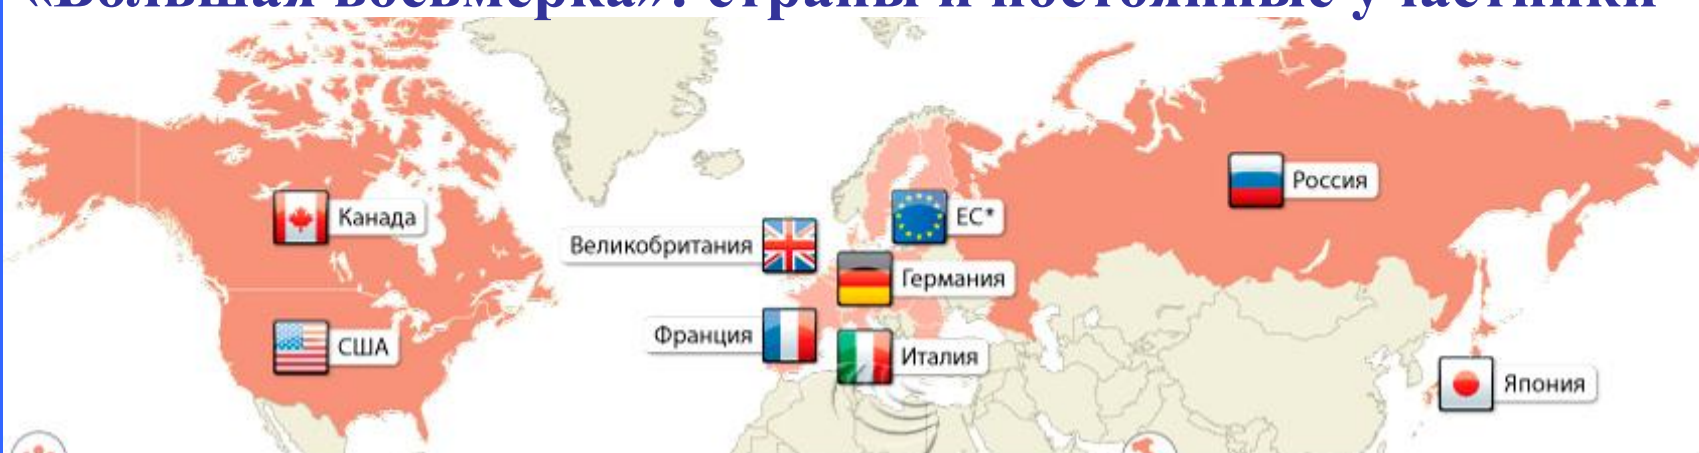 «Большая восьмерка»: страны и постоянные участники
Канада
США
Великобритания
Франция
ЕС*
Германия
Италия
Россия
Япония